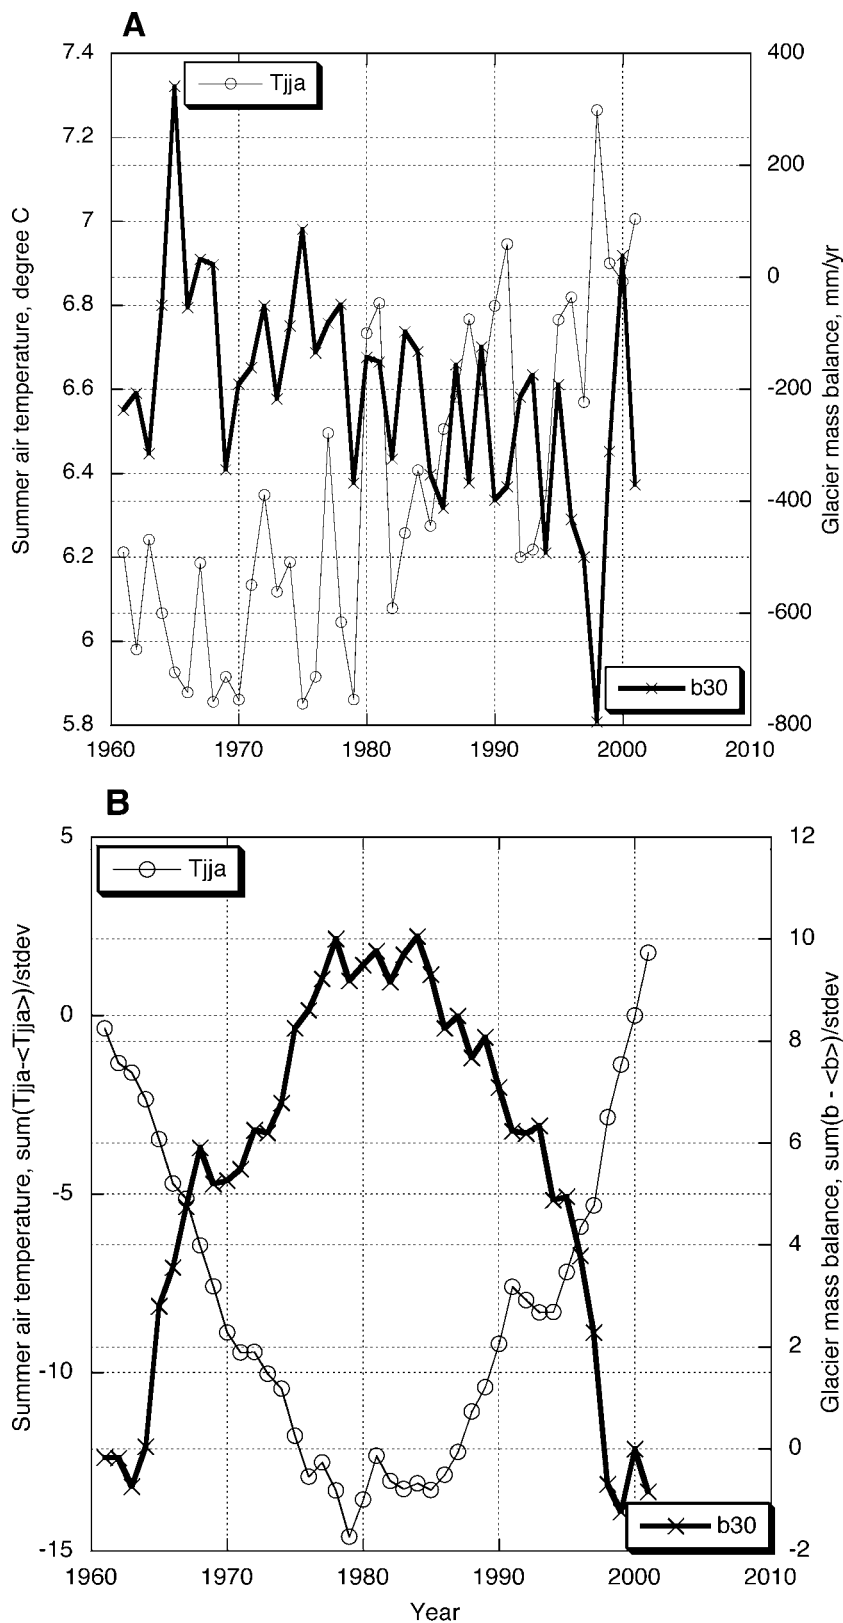 A
7.4
7.2
7
6.8
6.6
6.4
6.2
6
5.8
Summer air temperature, degree C
Tjja
400
200
0
-200
-400
-600
-800
Glacier mass balance, mm/yr
b30
1960 1970 1980 1990 2000 2010
B
5
0
-5
-10
-15
Summer air temperature, sum(Tjja-<Tjja>)/stdev
Tjja
12
10
8
6
4
2
0
-2
Glacier mass balance, sum(b - <b>)/stdev
b30
1960 1970 1980 1990 2000 2010
Year